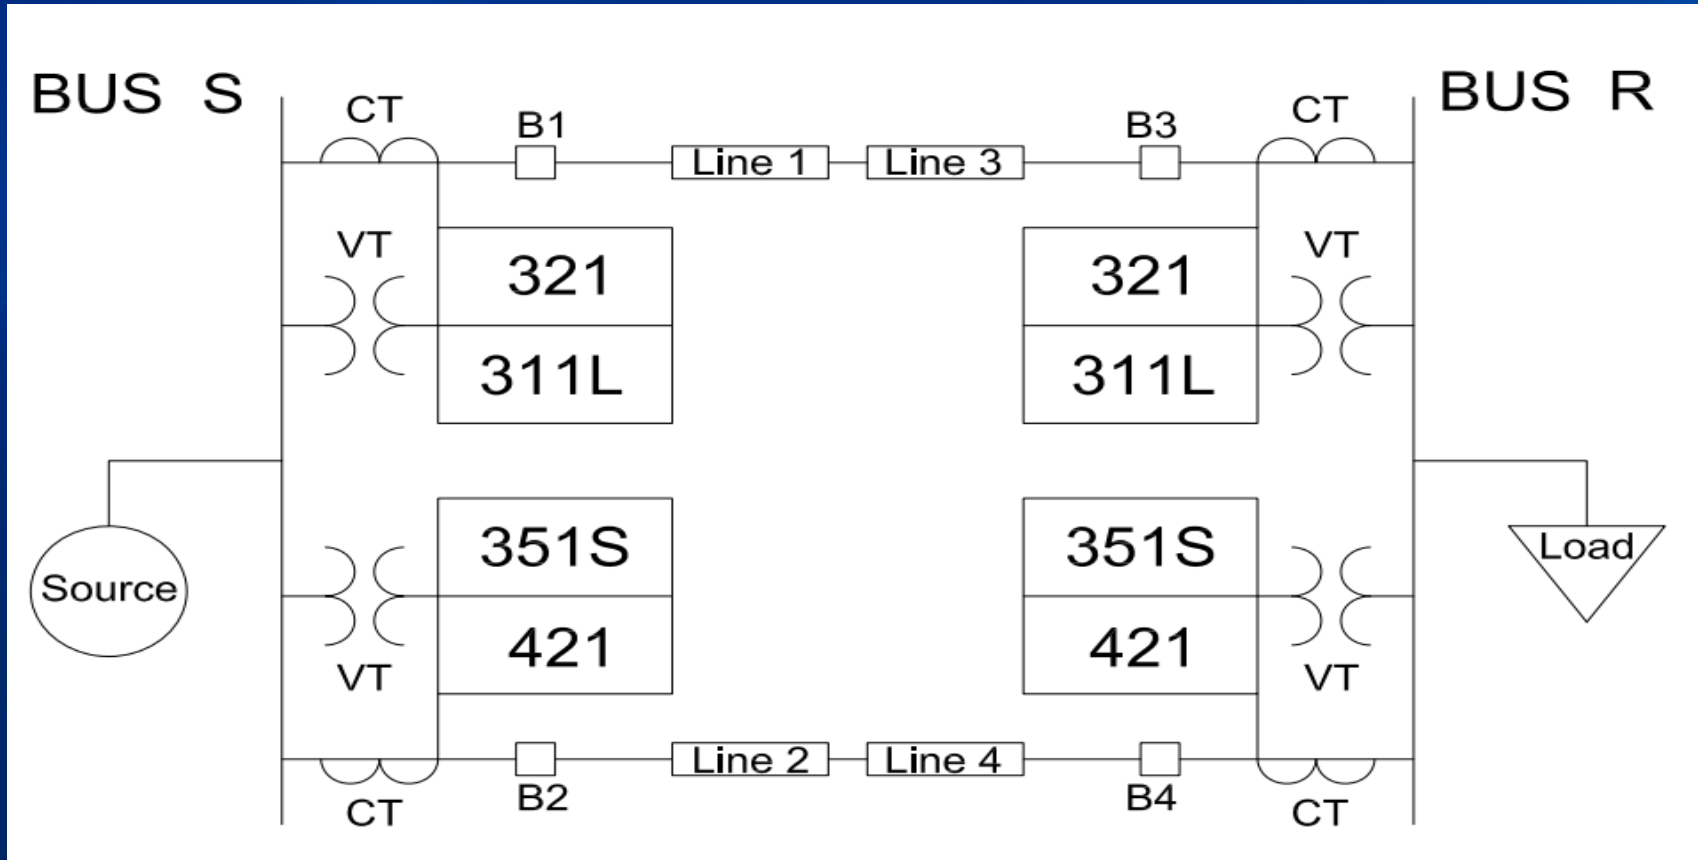 BUS S
CT
B1
B3
CT
BUS R
Line 1
Line 3
VT
321
321
VT
311L
311L
Source
351S
351S
Load
VT
421
421
VT
Line 2
Line 4
CT
B2
B4
CT